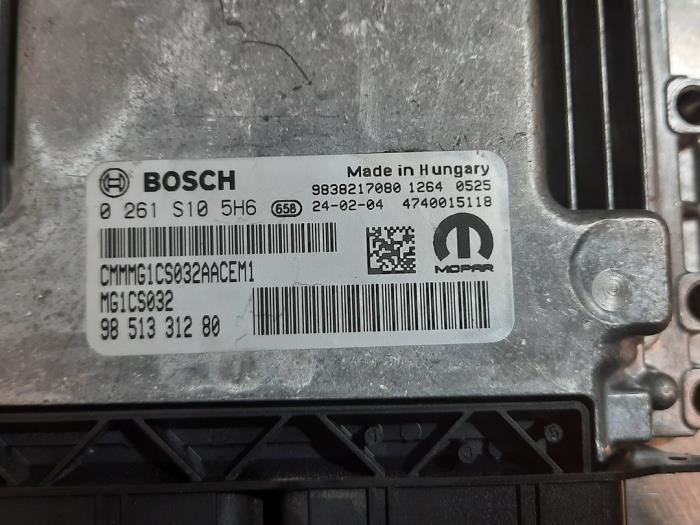 BOSCH
Made in Hungary
9838217080 1264 0525
0 261 S10 5H6 658 24-02-04 4740015118
CMMMG1CS032AACEM1
MOPAR
MG1CS032
98 513 312 80